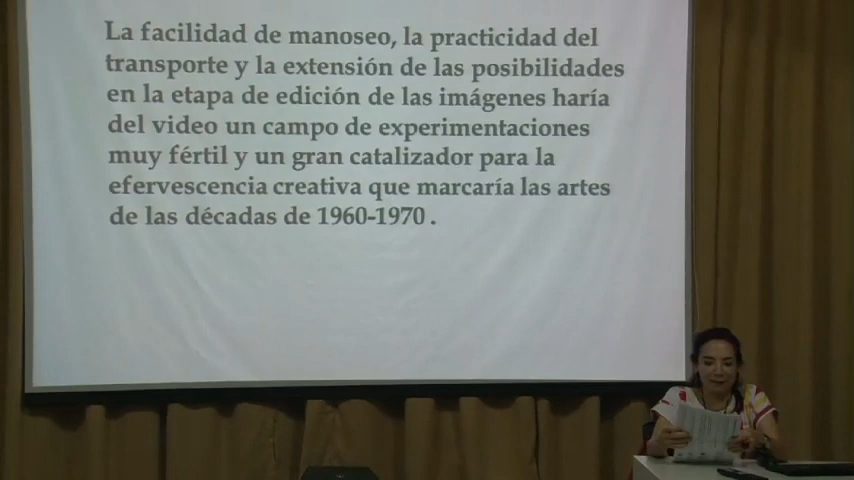 La facilidad de manoseo, la practicidad del
transporte y la extensión de las posibilidades
en la etapa de edición de las imágenes haría
del video un campo de experimentaciones
muy fértil y un gran catalizador para la
efervescencia creativa que marcaría las artes
de las décadas de 1960-1970 .